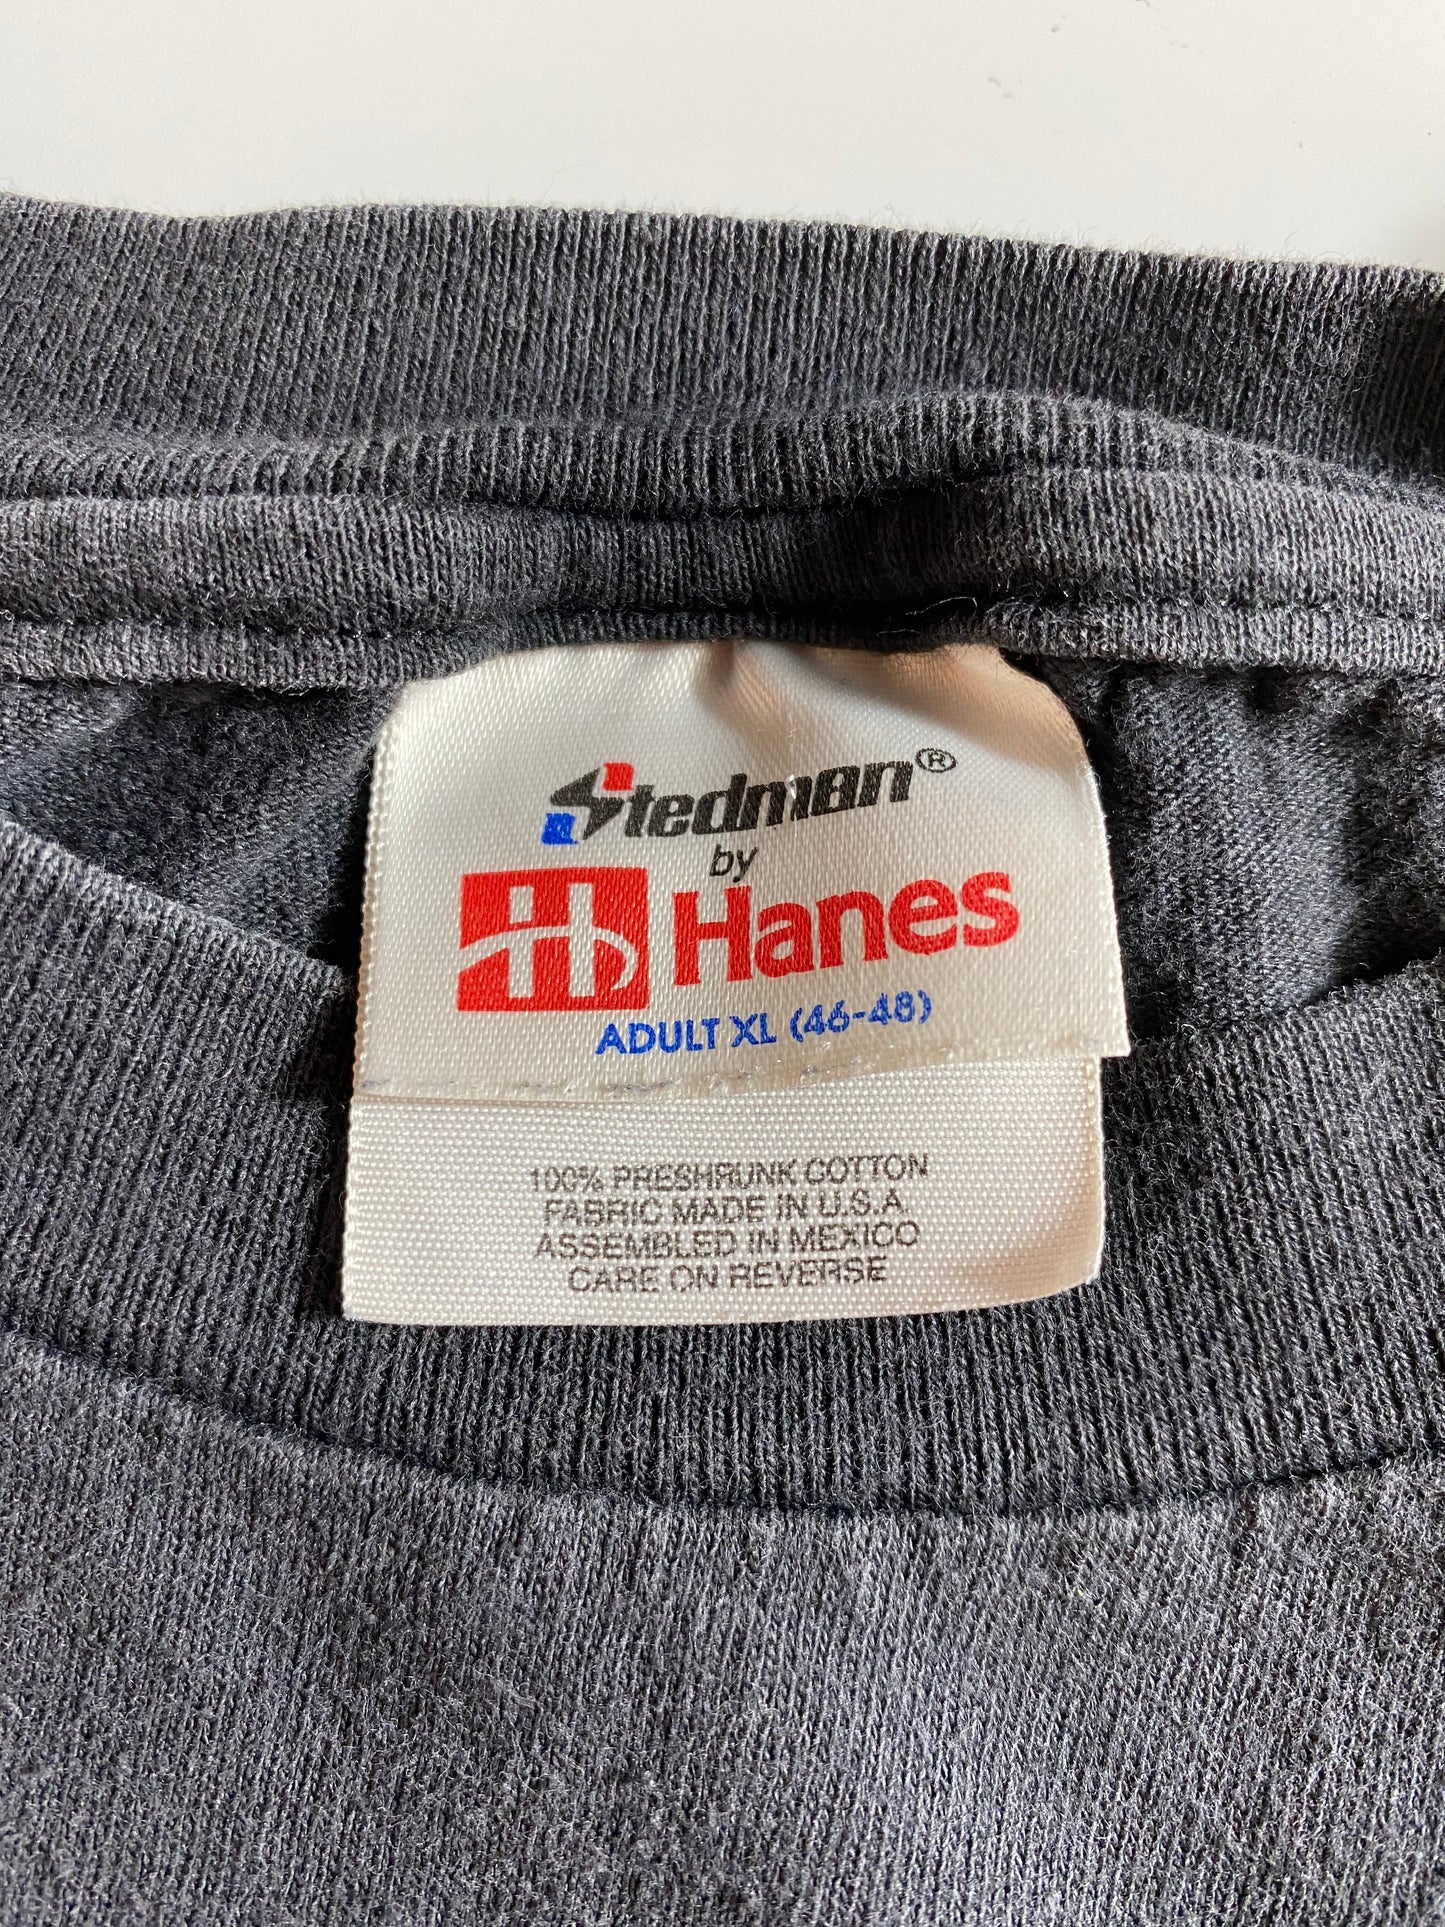 Stedman®
by
Hanes
ADULT XL (46-48)
100% PRESHRUNK COTTON
FABRIC MADE IN U.S.A.
ASSEMBLED IN MEXICO
CARE ON REVERSE